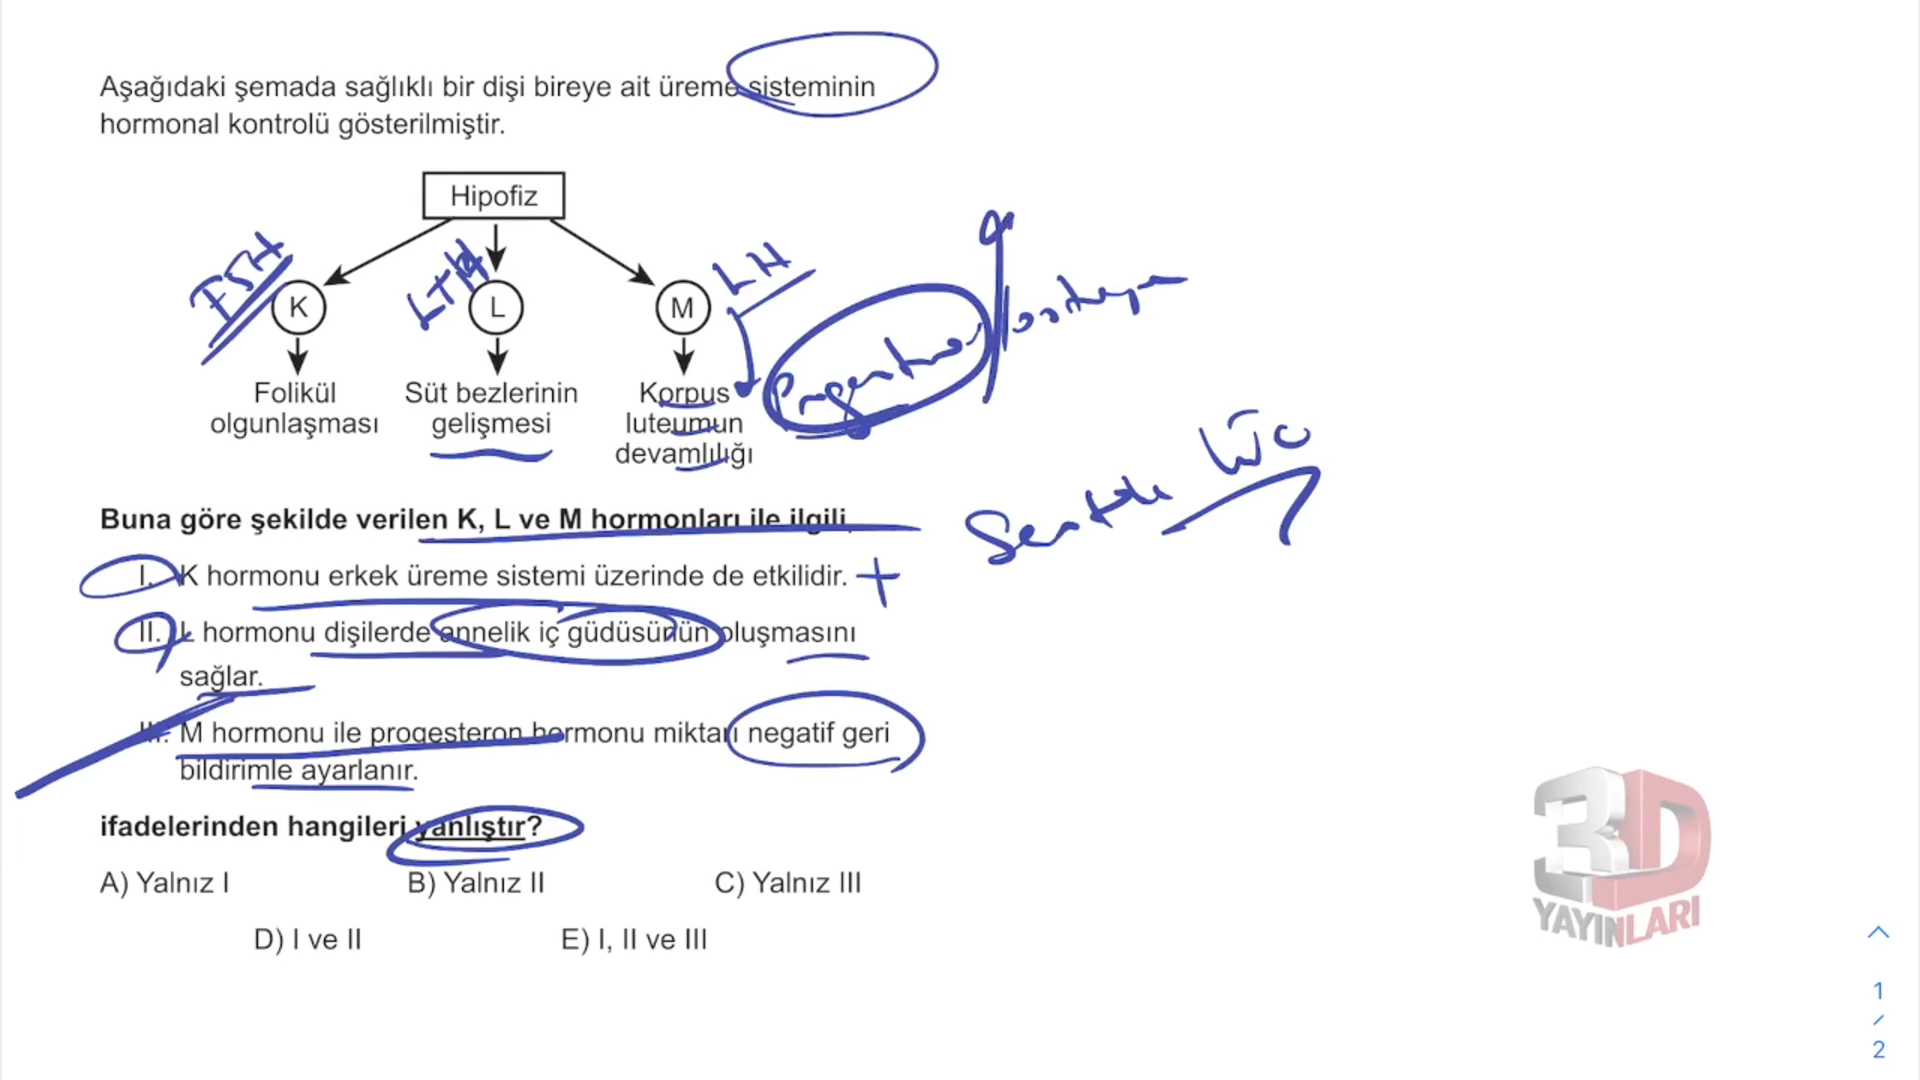 Aşağıdaki şemada sağlıklı bir dişi bireye ait üreme sisteminin
hormonal kontrolü gösterilmiştir.
Hipofiz
FSH K LTH L M LH
Folikül olgunlaşması
Süt bezlerinin gelişmesi
Korpus luteumun devamlılığı
Buna göre şekilde verilen K, L ve M hormonları ile ilgili,
I. K hormonu erkek üreme sistemi üzerinde de etkilidir. +
II. L hormonu dişilerde annelik iç güdüsünün oluşmasını
sağlar.
III. M hormonu ile progesteron hormonu miktarı negatif geri
bildirimle ayarlanır.
ifadelerinden hangileri yanlıştır?
A) Yalnız I B) Yalnız II C) Yalnız III
D) I ve II E) I, II ve III
3D
YAYINLARI
1
/
2